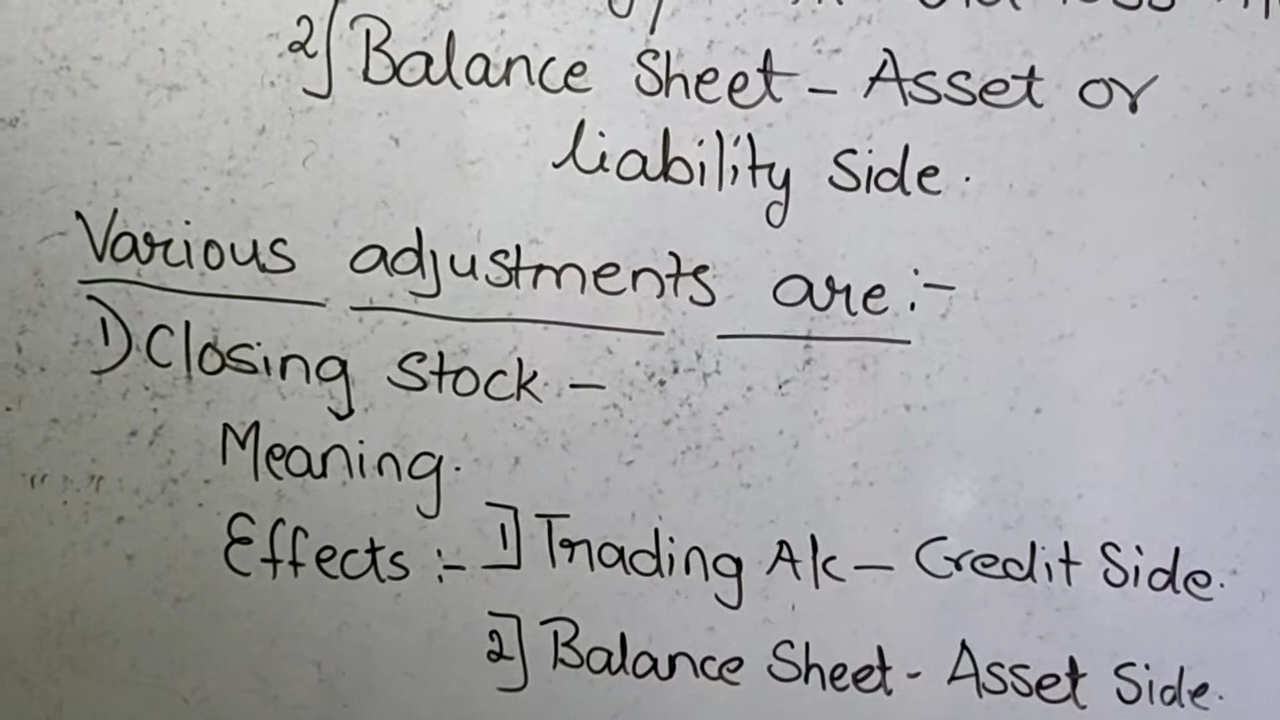 2] Balance Sheet - Asset or
liability Side.
Various adjustments are :-
1) Closing Stock -
Meaning.
Effects :- 1] Trading A/c - Credit Side.
2] Balance Sheet - Asset Side.